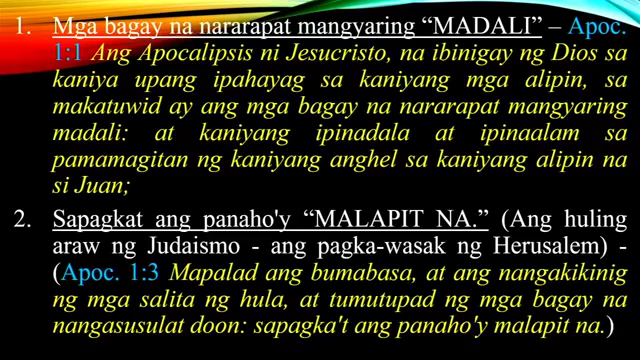 1. Mga bagay na nararapat mangyaring “MADALI” – Apoc.
1:1 Ang Apocalipsis ni Jesucristo, na ibinigay ng Dios sa
kaniya upang ipahayag sa kaniyang mga alipin, sa
makatuwid ay ang mga bagay na nararapat mangyaring
madali: at kaniyang ipinadala at ipinaalam sa
pamamagitan ng kaniyang anghel sa kaniyang alipin na
si Juan;
2. Sapagkat ang panaho'y “MALAPIT NA.” (Ang huling
araw ng Judaismo - ang pagka-wasak ng Herusalem) -
(Apoc. 1:3 Mapalad ang bumabasa, at ang nangakikinig
ng mga salita ng hula, at tumutupad ng mga bagay na
nangasusulat doon: sapagka't ang panaho'y malapit na.)